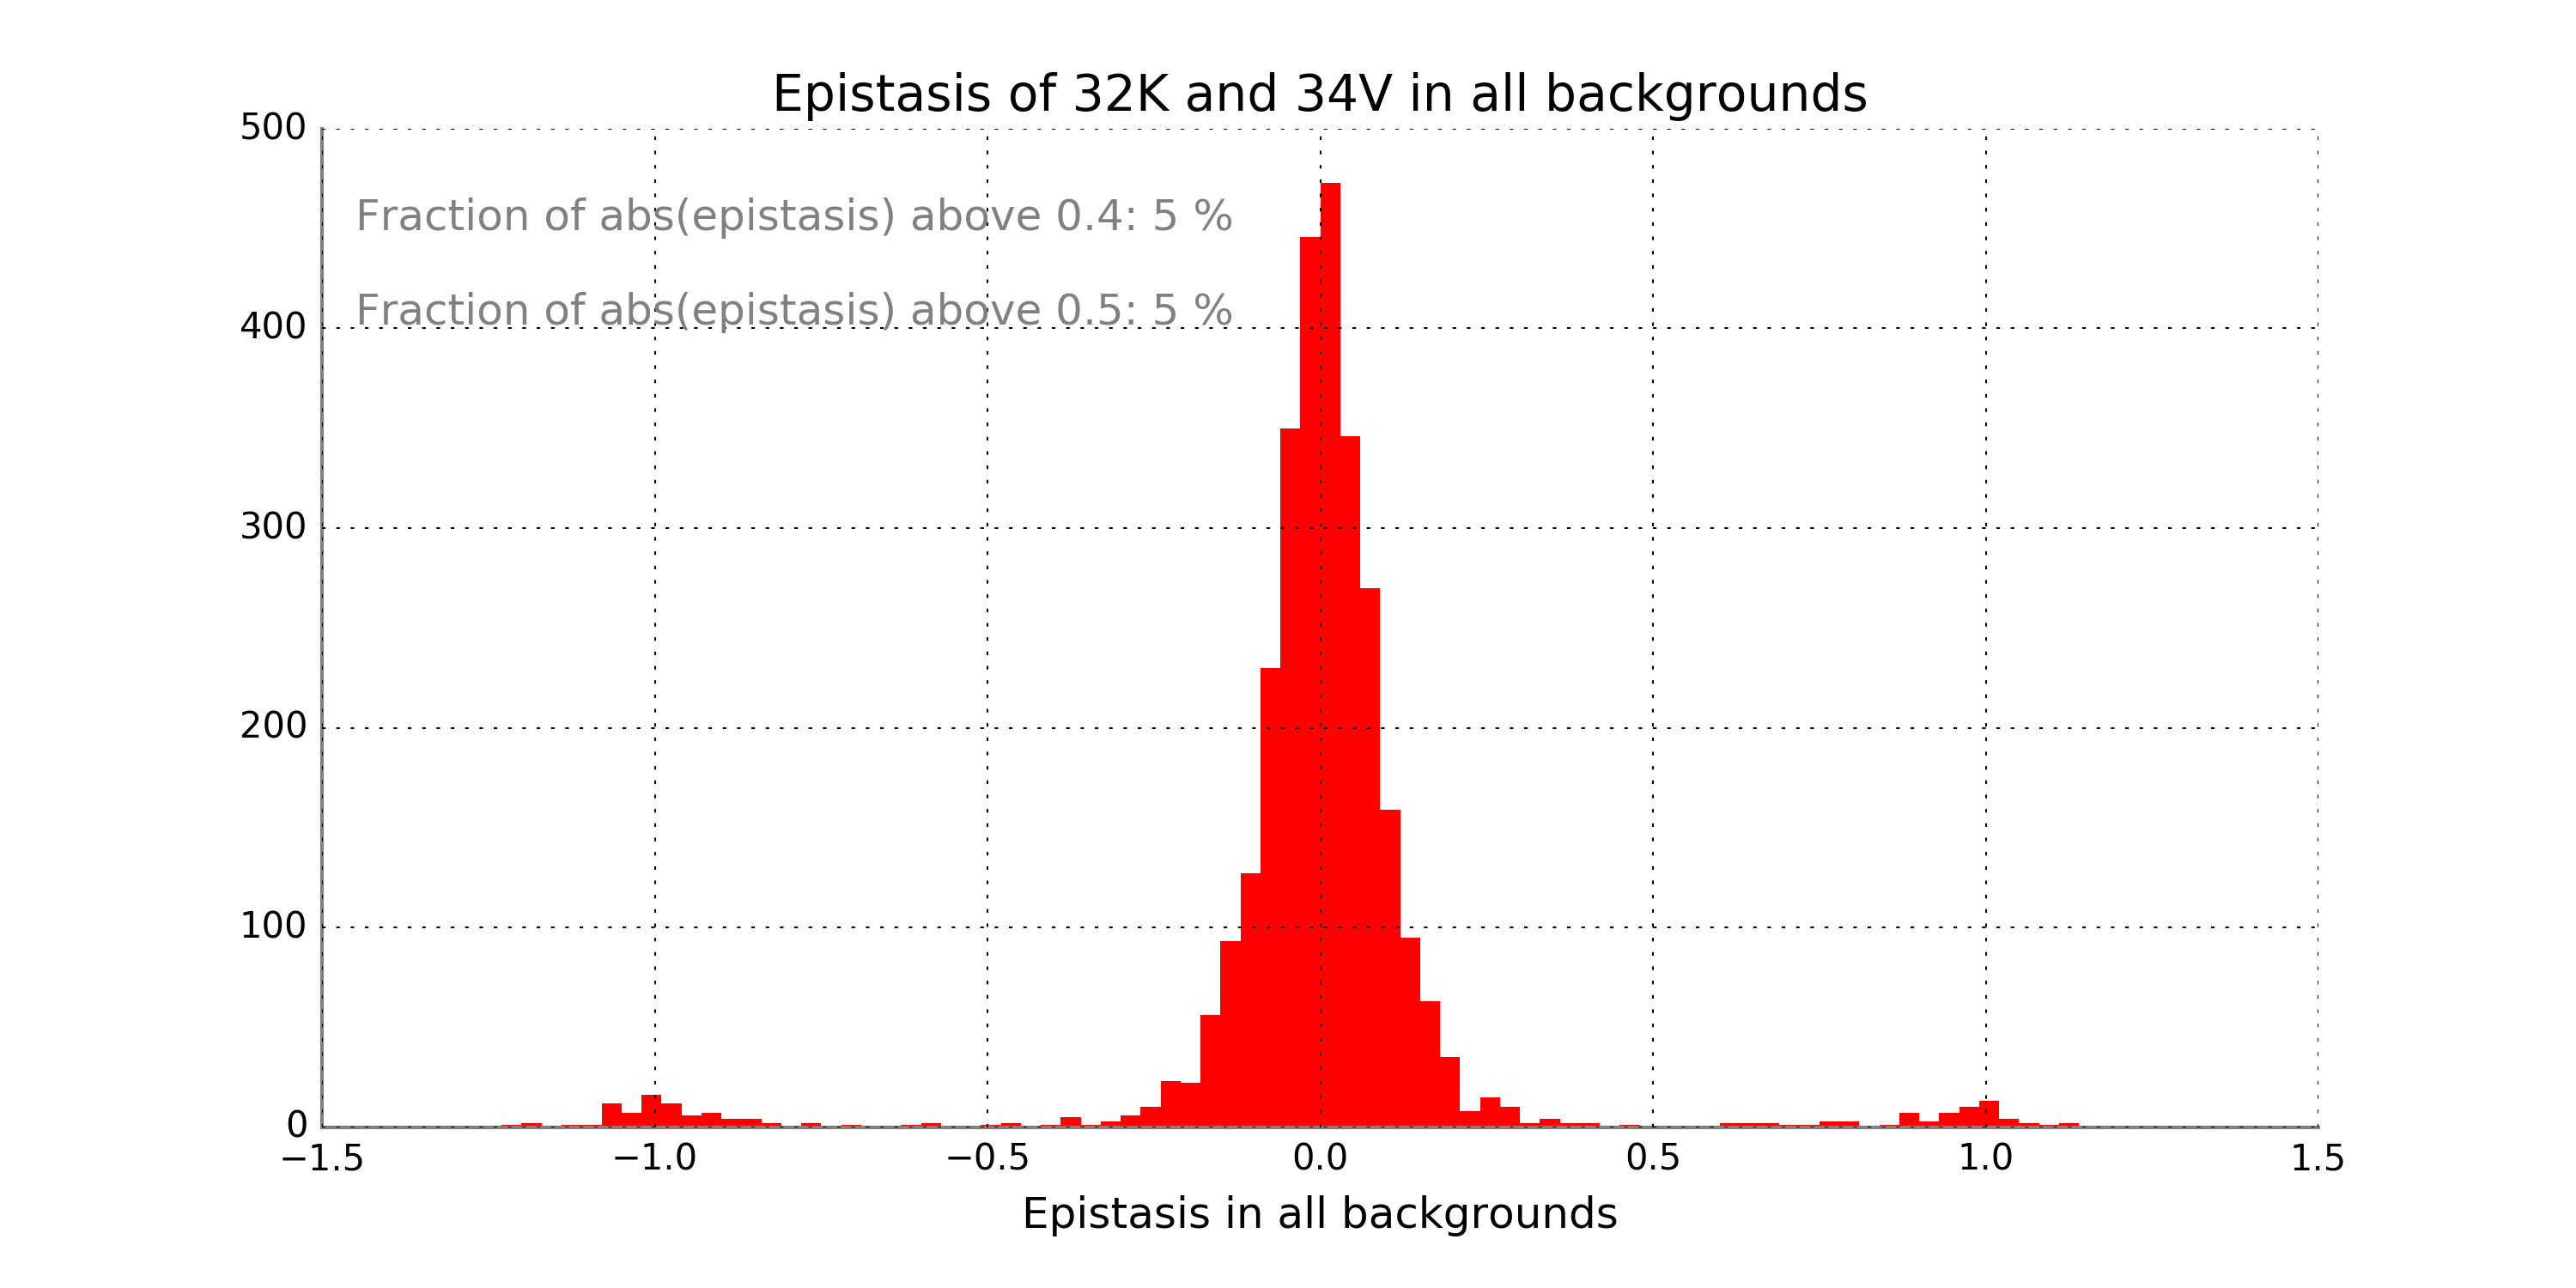 Epistasis of 32K and 34V in all backgrounds
500
Fraction of abs(epistasis) above 0.4: 5 %
Fraction of abs(epistasis) above 0.5: 5 %
400
300
200
100
0
−1.5 −1.0 −0.5 0.0 0.5 1.0 1.5
Epistasis in all backgrounds